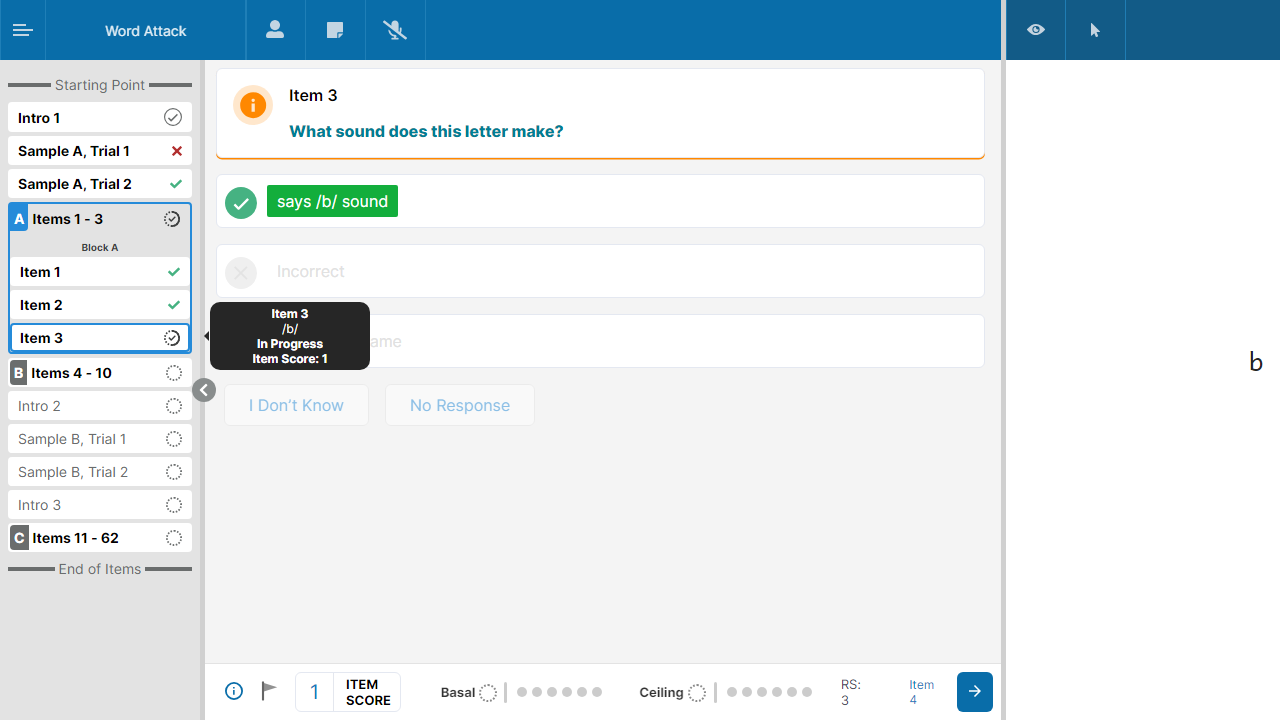 Word Attack
Starting Point
Intro 1
Sample A, Trial 1
Sample A, Trial 2
A Items 1 - 3
Block A
Item 1
Item 2
Item 3
B Items 4 - 10
Intro 2
Sample B, Trial 1
Sample B, Trial 2
Intro 3
C Items 11 - 62
End of Items
Item 3
What sound does this letter make?
says /b/ sound
Incorrect
Item 3
/b/
In Progress
Item Score: 1
I Don’t Know
No Response
1
ITEM
SCORE
Basal
Ceiling
RS:
3
Item
4
b